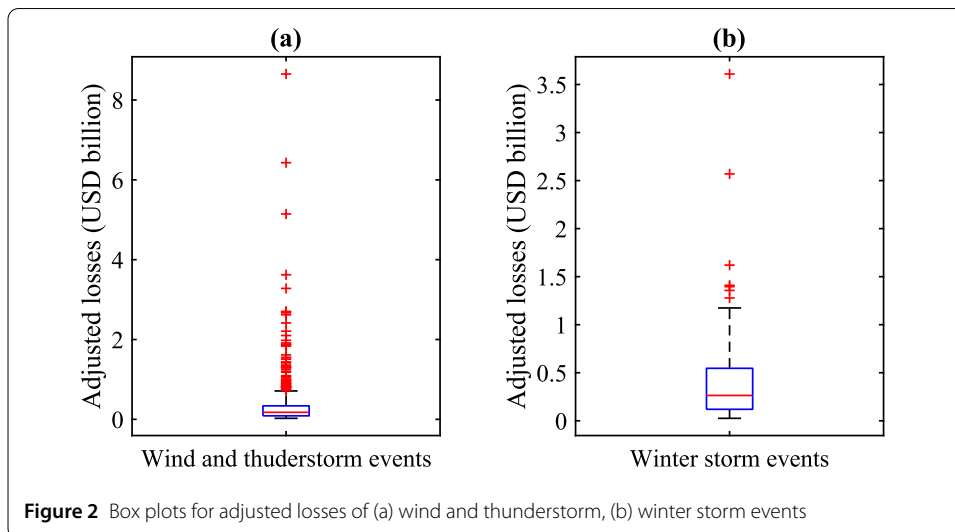 (a)
Adjusted losses (USD billion)
8
6
4
2
0
Wind and thuderstorm events
(b)
Adjusted losses (USD billion)
3.5
3
2.5
2
1.5
1
0.5
0
Winter storm events
Figure 2 Box plots for adjusted losses of (a) wind and thunderstorm, (b) winter storm events